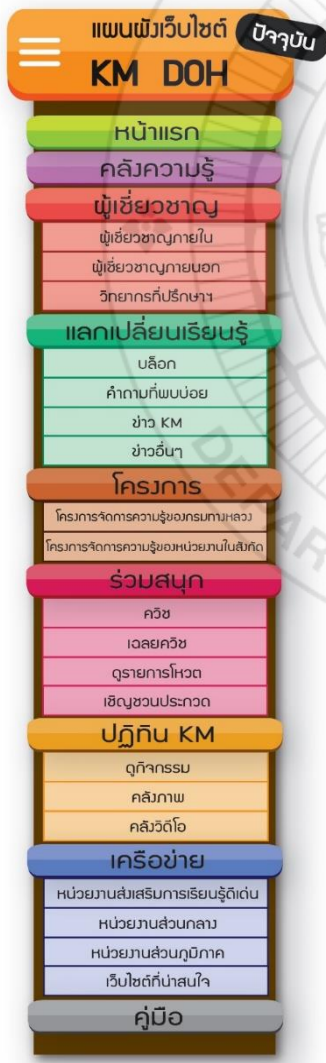 แผนผังเว็บไซต์
ปัจจุบัน
KM DOH
หน้าแรก
คลังความรู้
ผู้เชี่ยวชาญ
ผู้เชี่ยวชาญภายใน
ผู้เชี่ยวชาญภายนอก
วิทยากรที่ปรึกษาฯ
แลกเปลี่ยนเรียนรู้
บล็อก
คำถามที่พบบ่อย
ข่าว KM
ข่าวอื่นๆ
โครงการ
โครงการจัดการความรู้ของกรมทางหลวง
โครงการจัดการความรู้ของหน่วยงานในสังกัด
ร่วมสนุก
ควิซ
เฉลยควิซ
ดูรายการโหวต
เชิญชวนประกวด
ปฏิทิน KM
ดูกิจกรรม
คลังภาพ
คลังวิดีโอ
เครือข่าย
หน่วยงานส่งเสริมการเรียนรู้ดีเด่น
หน่วยงานส่วนกลาง
หน่วยงานส่วนภูมิภาค
เว็บไซต์ที่น่าสนใจ
คู่มือ